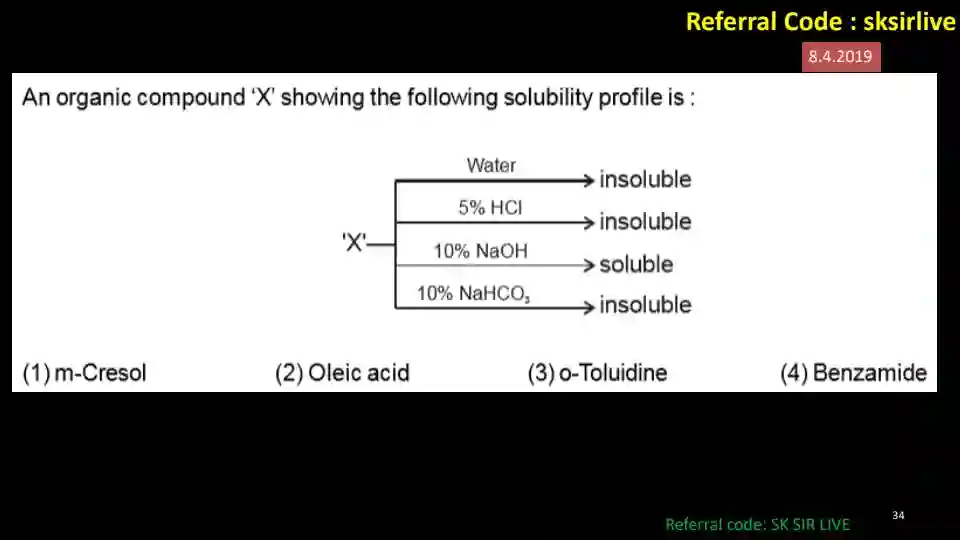 Referral Code : sksirlive
8.4.2019
An organic compound ‘X’ showing the following solubility profile is :
Water
insoluble
5% HCl
insoluble
'X'
10% NaOH
soluble
10% NaHCO₃
insoluble
(1) m-Cresol (2) Oleic acid (3) o-Toluidine (4) Benzamide
34
Referral code: SK SIR LIVE